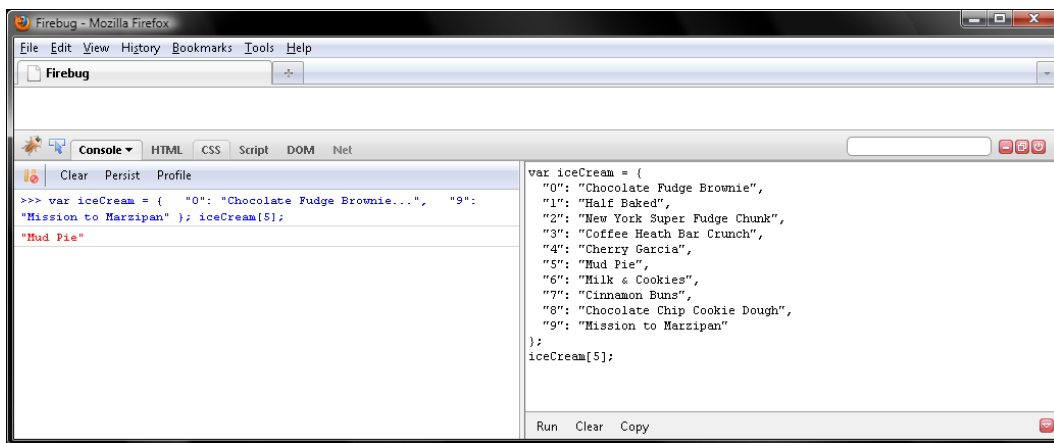 Firebug - Mozilla Firefox
File Edit View History Bookmarks Tools Help
Firebug
Console HTML CSS Script DOM Net
Clear Persist Profile
>>> var iceCream = { "0": "Chocolate Fudge Brownie...", "9":
"Mission to Marzipan" }; iceCream[5];
"Mud Pie"
var iceCream = {
"0": "Chocolate Fudge Brownie",
"1": "Half Baked",
"2": "New York Super Fudge Chunk",
"3": "Coffee Heath Bar Crunch",
"4": "Cherry Garcia",
"5": "Mud Pie",
"6": "Milk & Cookies",
"7": "Cinnamon Buns",
"8": "Chocolate Chip Cookie Dough",
"9": "Mission to Marzipan"
};
iceCream[5];
Run Clear Copy